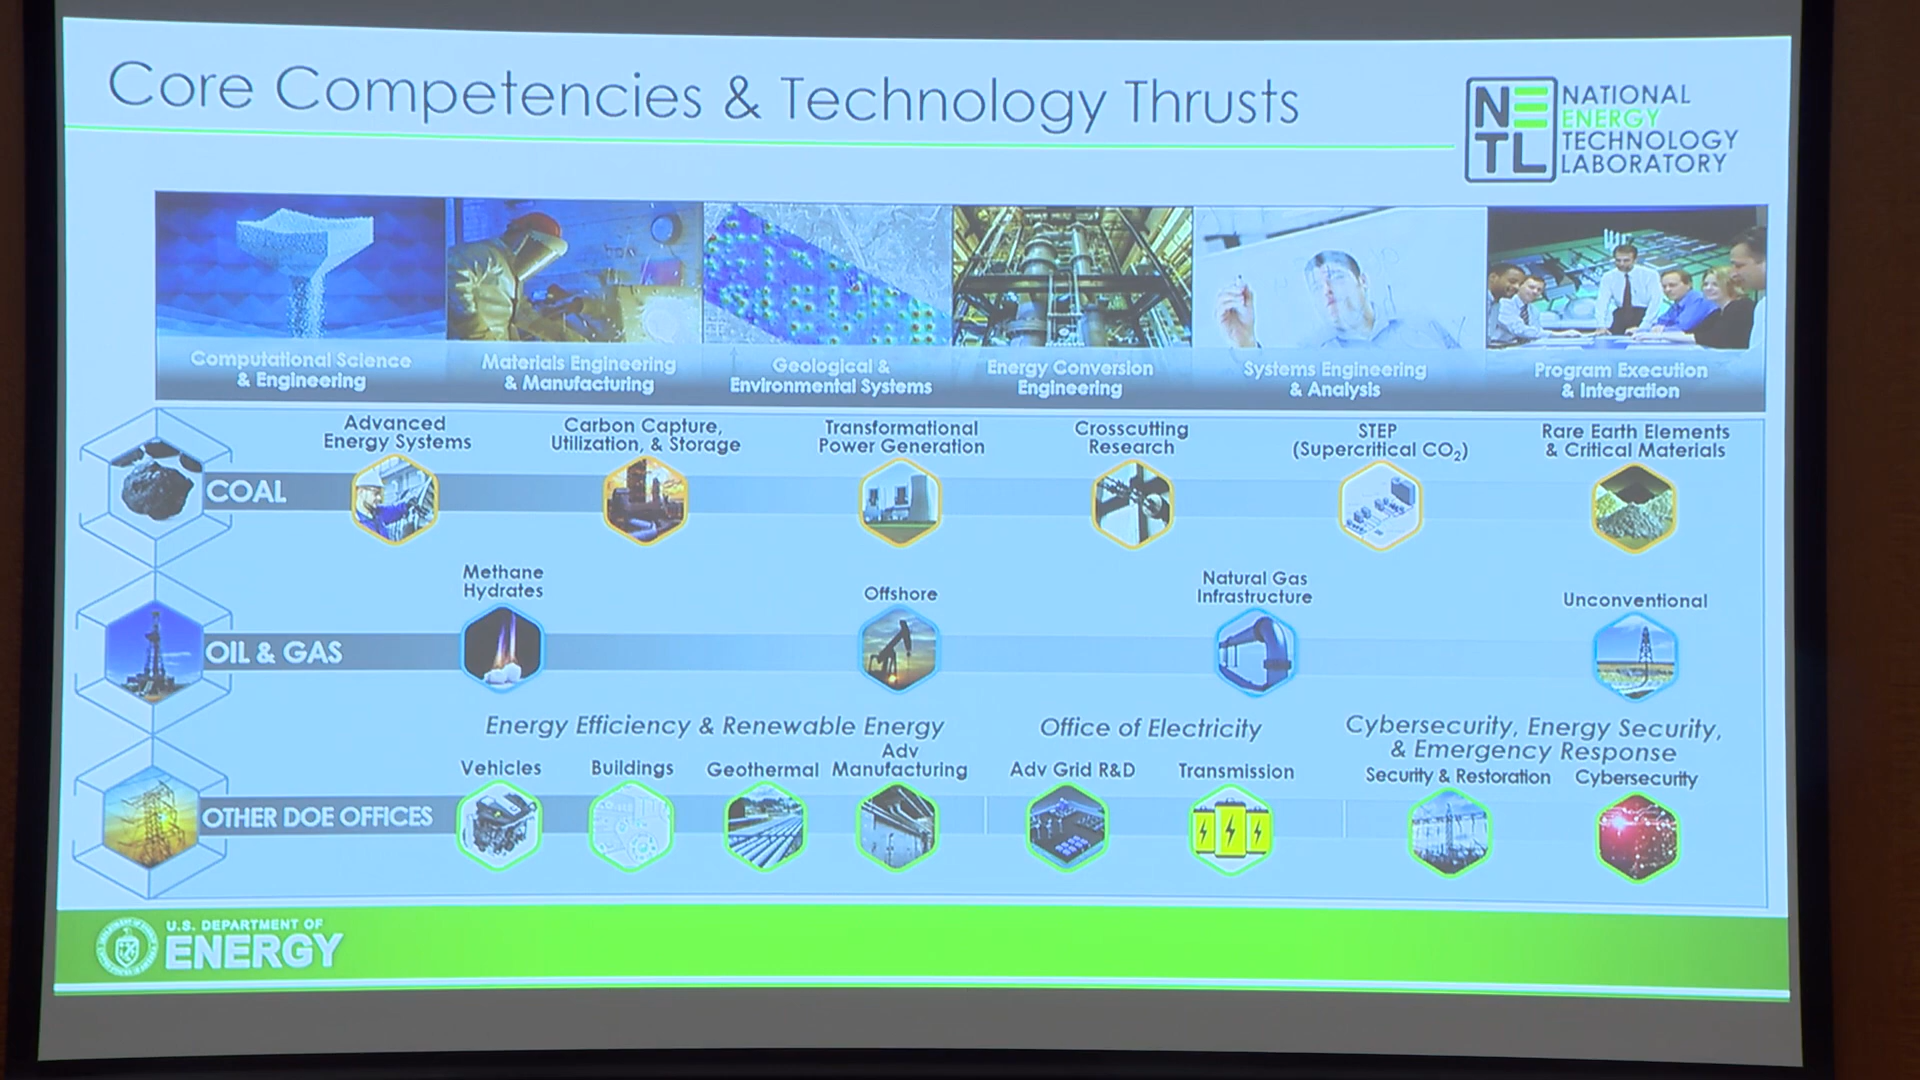 Core Competencies & Technology Thrusts
NETL
NATIONAL
ENERGY
TECHNOLOGY
LABORATORY
Computational Science
& Engineering
Materials Engineering
& Manufacturing
Geological &
Environmental Systems
Energy Conversion
Engineering
Systems Engineering
& Analysis
Program Execution
& Integration
COAL
Advanced
Energy Systems
Carbon Capture,
Utilization, & Storage
Transformational
Power Generation
Crosscutting
Research
STEP
(Supercritical CO₂)
Rare Earth Elements
& Critical Materials
OIL & GAS
Methane
Hydrates
Offshore
Natural Gas
Infrastructure
Unconventional
OTHER DOE OFFICES
Energy Efficiency & Renewable Energy
Vehicles
Buildings
Geothermal
Adv
Manufacturing
Office of Electricity
Adv Grid R&D
Transmission
Cybersecurity, Energy Security,
& Emergency Response
Security & Restoration
Cybersecurity
U.S. DEPARTMENT OF
ENERGY